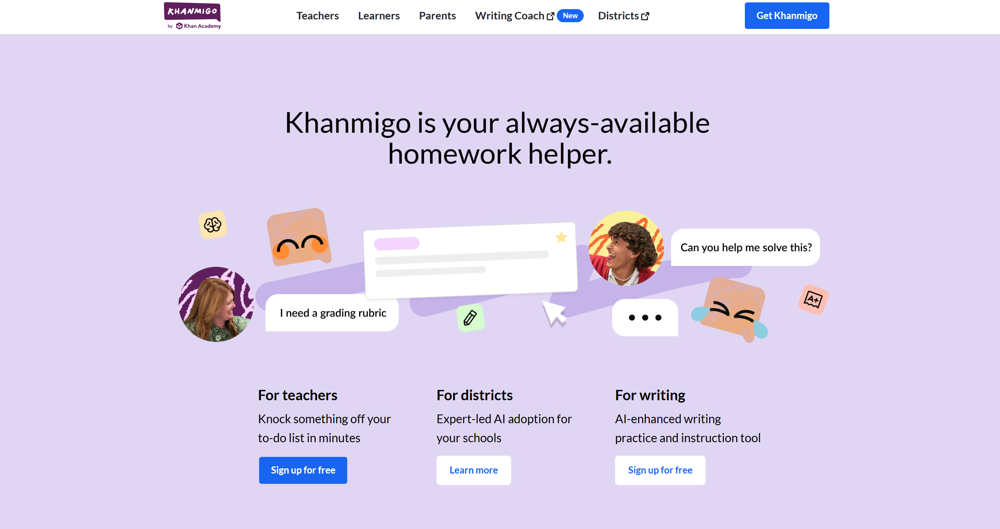 KHANMIGO
by Khan Academy
Teachers
Learners
Parents
Writing Coach
New
Districts
Get Khanmigo
Khanmigo is your always-available
homework helper.
Can you help me solve this?
A+
I need a grading rubric
For teachers
Knock something off your
to-do list in minutes
Sign up for free
For districts
Expert-led AI adoption for
your schools
Learn more
For writing
AI-enhanced writing
practice and instruction tool
Sign up for free